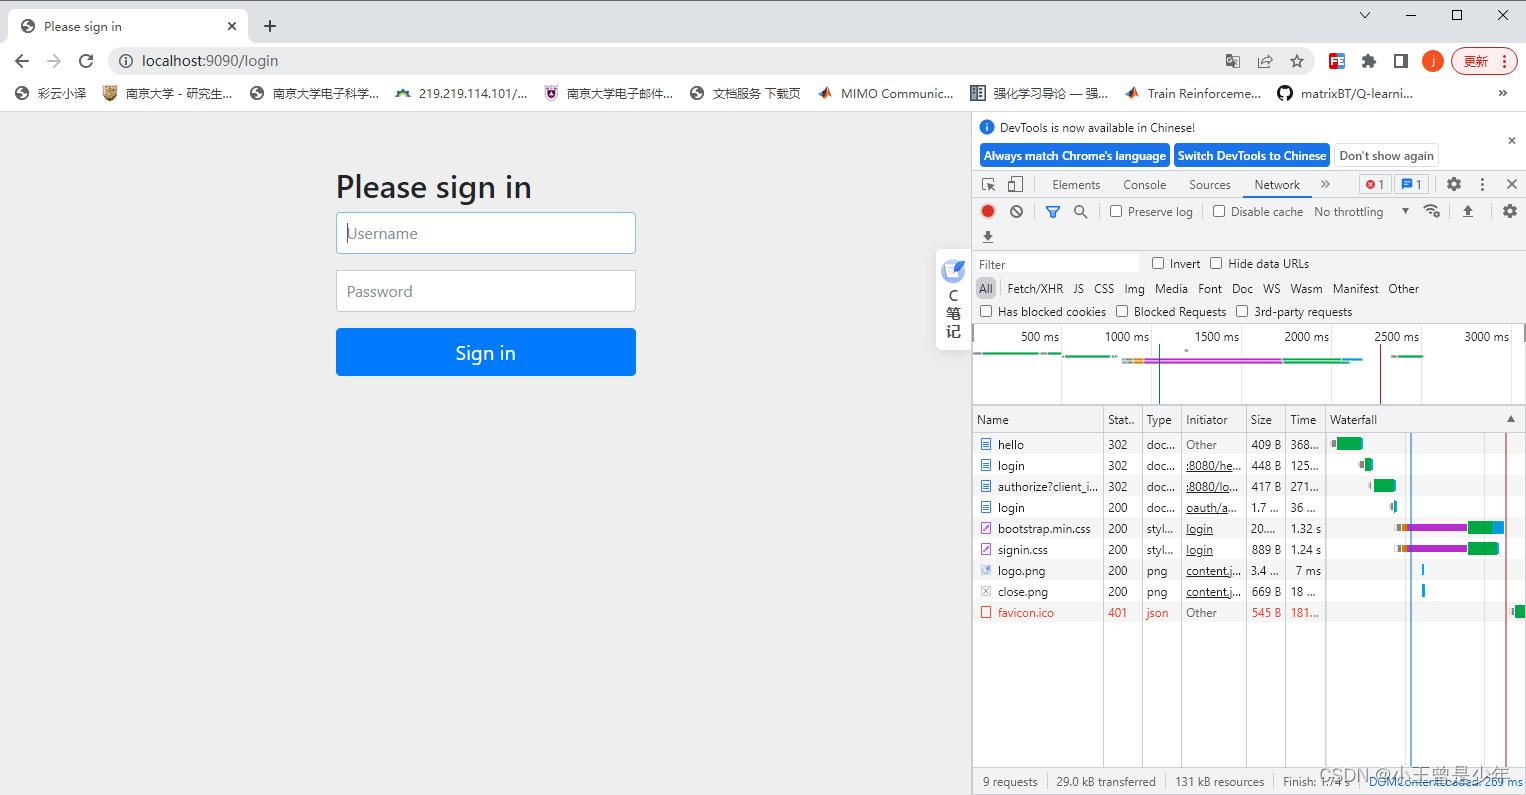 Please sign in
localhost:9090/login
更新
彩云小译 南京大学 - 研究生... 南京大学电子科学... 219.219.114.101/... 南京大学电子邮件... 文档服务 下载页 MIMO Communic... 强化学习导论 — 强... Train Reinforceme... matrixBT/Q-learni... »
Please sign in
Username
Password
Sign in
C
笔
记
DevTools is now available in Chinese!
Always match Chrome's language Switch DevTools to Chinese Don't show again
Elements Console Sources Network » 1 1
Preserve log Disable cache No throttling
Filter Invert Hide data URLs
All Fetch/XHR JS CSS Img Media Font Doc WS Wasm Manifest Other
Has blocked cookies Blocked Requests 3rd-party requests
500 ms 1000 ms 1500 ms 2000 ms 2500 ms 3000 ms
Name Stat.. Type Initiator Size Time Waterfall
hello 302 doc... Other 409 B 368...
login 302 doc... :8080/he... 448 B 125...
authorize?client_i... 302 doc... :8080/lo... 417 B 271...
login 200 doc... oauth/a... 1.7 ... 36 ...
bootstrap.min.css 200 styl... login 20.... 1.32 s
signin.css 200 styl... login 889 B 1.24 s
logo.png 200 png content.j... 3.4 ... 7 ms
close.png 200 png content.j... 669 B 18 ...
favicon.ico 401 json Other 545 B 181...
9 requests 29.0 kB transferred 131 kB resources Finish: 1.74 s DOMContentLoaded: 269 ms
CSDN @小王曾是少年